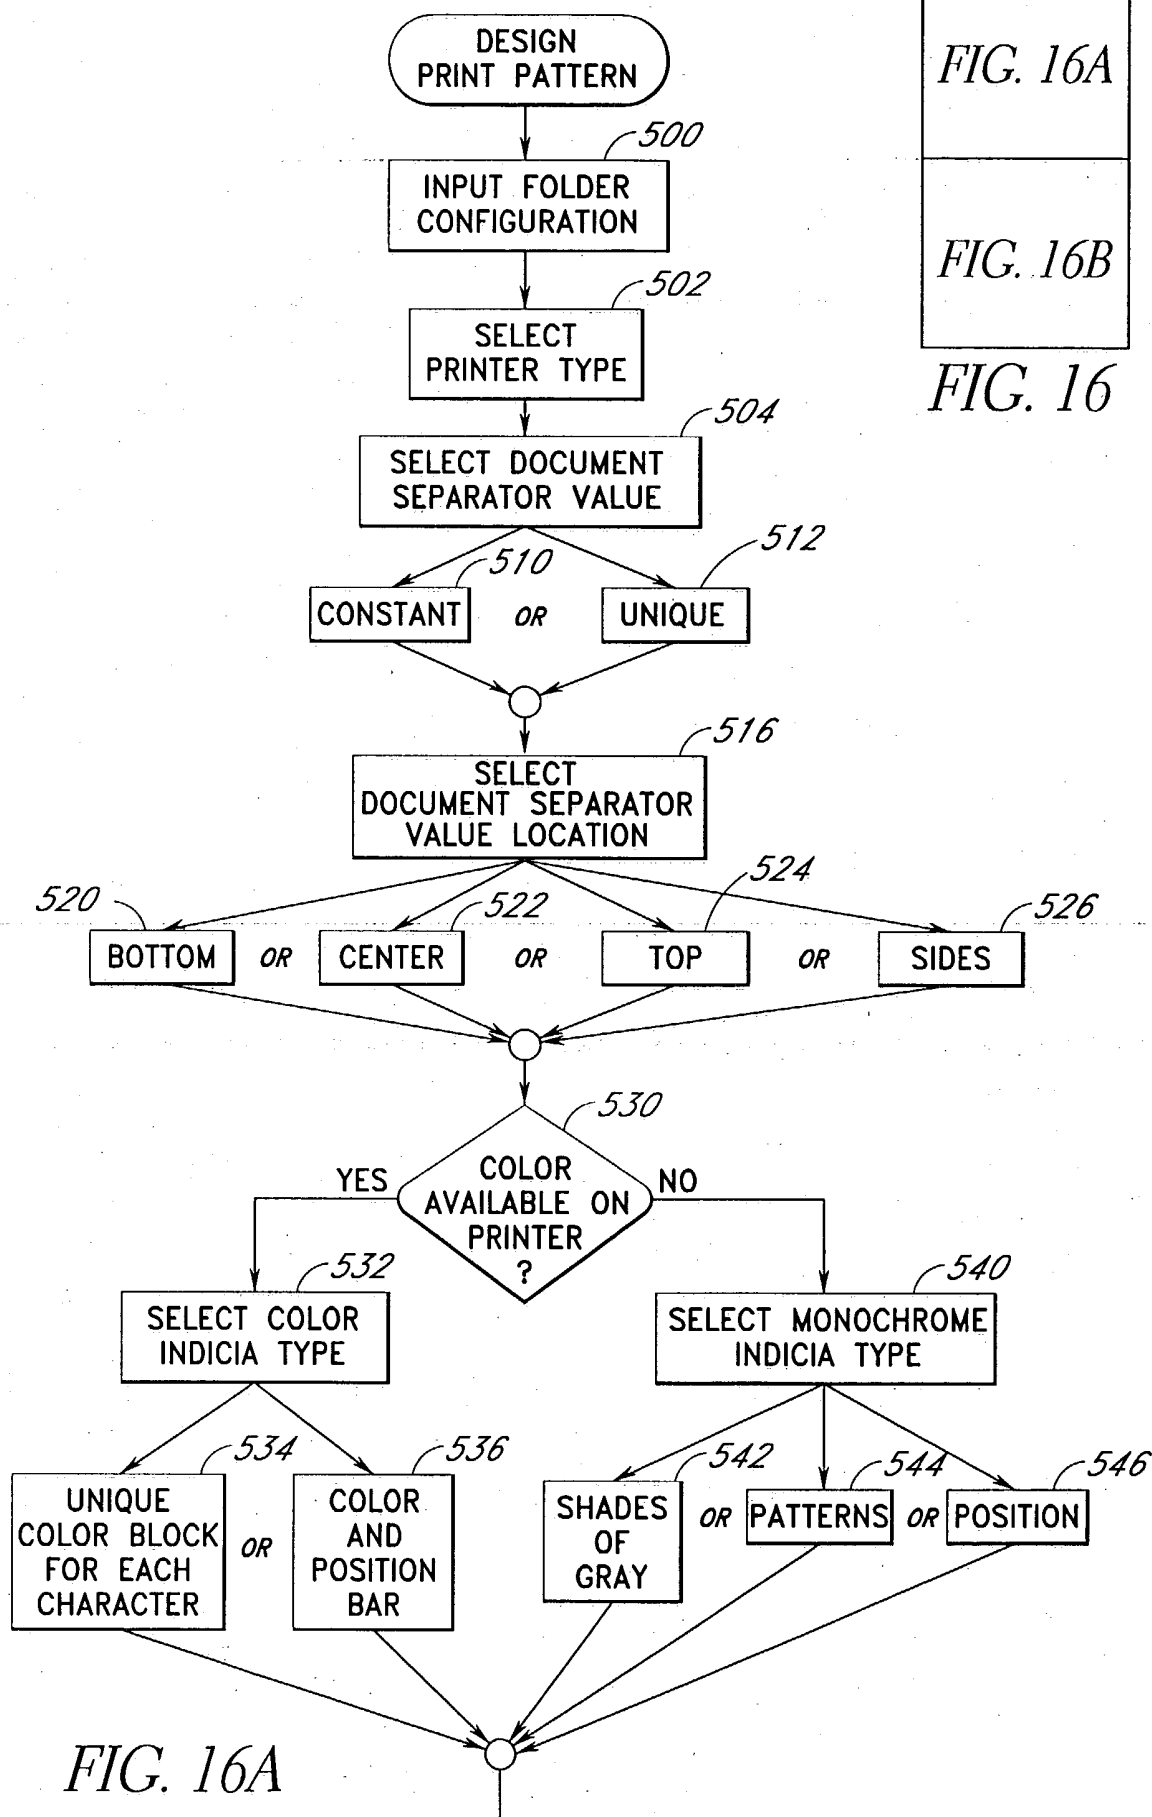 DESIGN
PRINT PATTERN
FIG. 16A
FIG. 16B
FIG. 16
500
INPUT FOLDER
CONFIGURATION
502
SELECT
PRINTER TYPE
504
SELECT DOCUMENT
SEPARATOR VALUE
510
512
CONSTANT OR UNIQUE
516
SELECT
DOCUMENT SEPARATOR
VALUE LOCATION
520 522 524 526
BOTTOM OR CENTER OR TOP OR SIDES
530
YES
COLOR
AVAILABLE ON
PRINTER
?
NO
532
SELECT COLOR
INDICIA TYPE
540
SELECT MONOCHROME
INDICIA TYPE
534
UNIQUE
COLOR BLOCK
FOR EACH
CHARACTER
OR
536
COLOR
AND
POSITION
BAR
542
SHADES
OF
GRAY
OR
544
PATTERNS
OR
546
POSITION
FIG. 16A